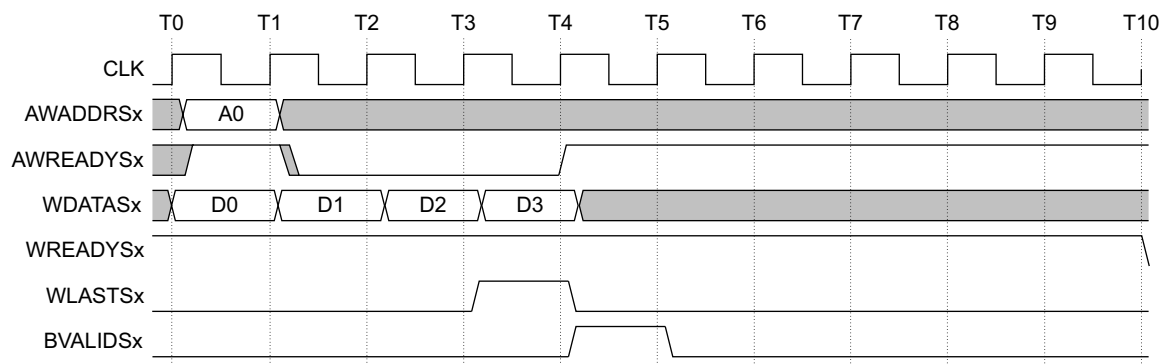 T0 T1 T2 T3 T4 T5 T6 T7 T8 T9 T10
CLK
AWADDRSx A0
AWREADYSx
WDATASx D0 D1 D2 D3
WREADYSx
WLASTSx
BVALIDSx